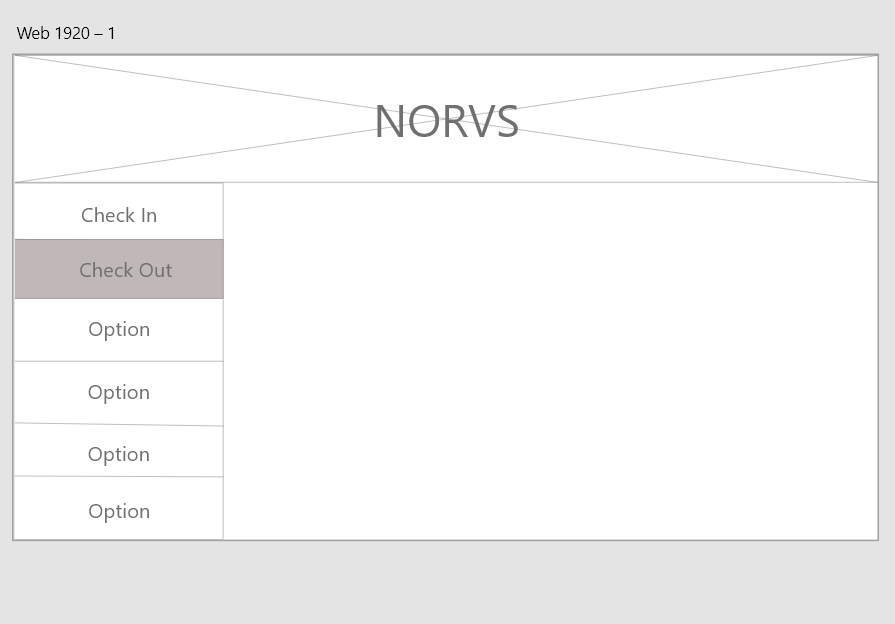 Web 1920 – 1
NORVS
Check In
Check Out
Option
Option
Option
Option